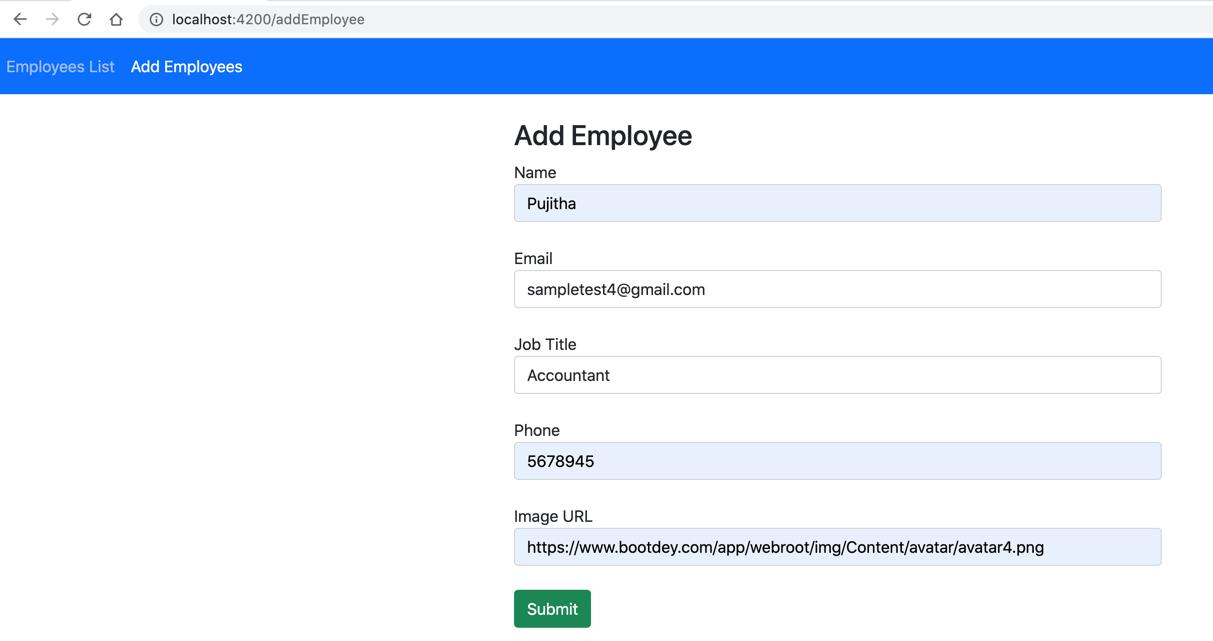 localhost:4200/addEmployee
Employees List Add Employees
Add Employee
Name
Pujitha
Email
sampletest4@gmail.com
Job Title
Accountant
Phone
5678945
Image URL
https://www.bootdey.com/app/webroot/img/Content/avatar/avatar4.png
Submit